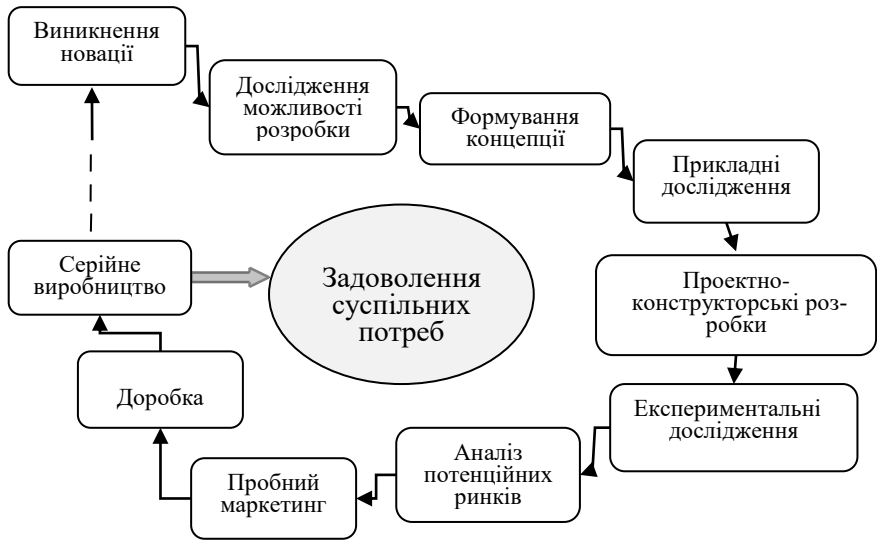 Виникнення
новації
Дослідження
можливості
розробки
Формування
концепції
Прикладні
дослідження
Проектно-
конструкторські роз-
робки
Експериментальні
дослідження
Аналіз
потенційних
ринків
Пробний
маркетинг
Доробка
Серійне
виробництво
Задоволення
суспільних
потреб